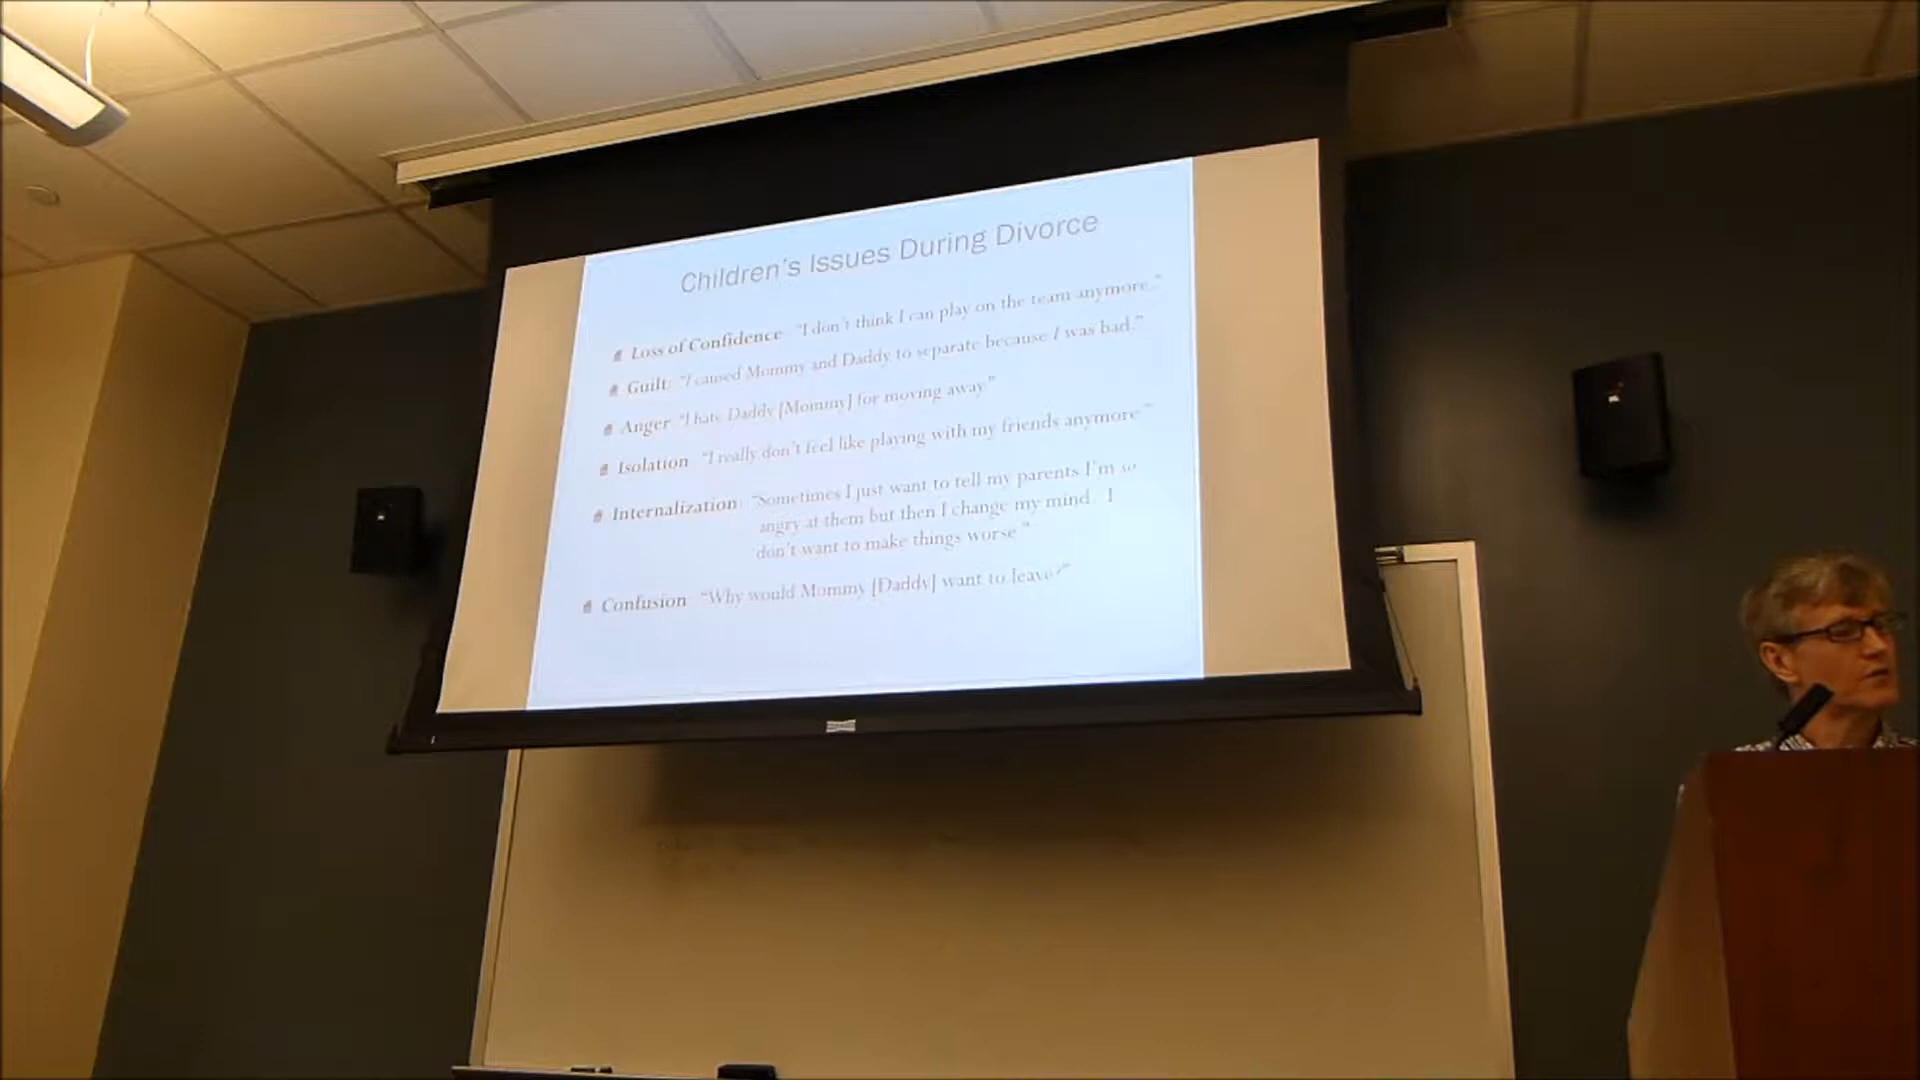 Children's Issues During Divorce
Loss of Confidence: "I don't think I can play on the team anymore."
Guilt: "I caused Mommy and Daddy to separate because I was bad."
Anger: "I hate Daddy [Mommy] for moving away"
Isolation: "I really don't feel like playing with my friends anymore"
Internalization: "Sometimes I just want to tell my parents I'm so
angry at them but then I change my mind. I
don't want to make things worse"
Confusion: "Why would Mommy [Daddy] want to leave?"